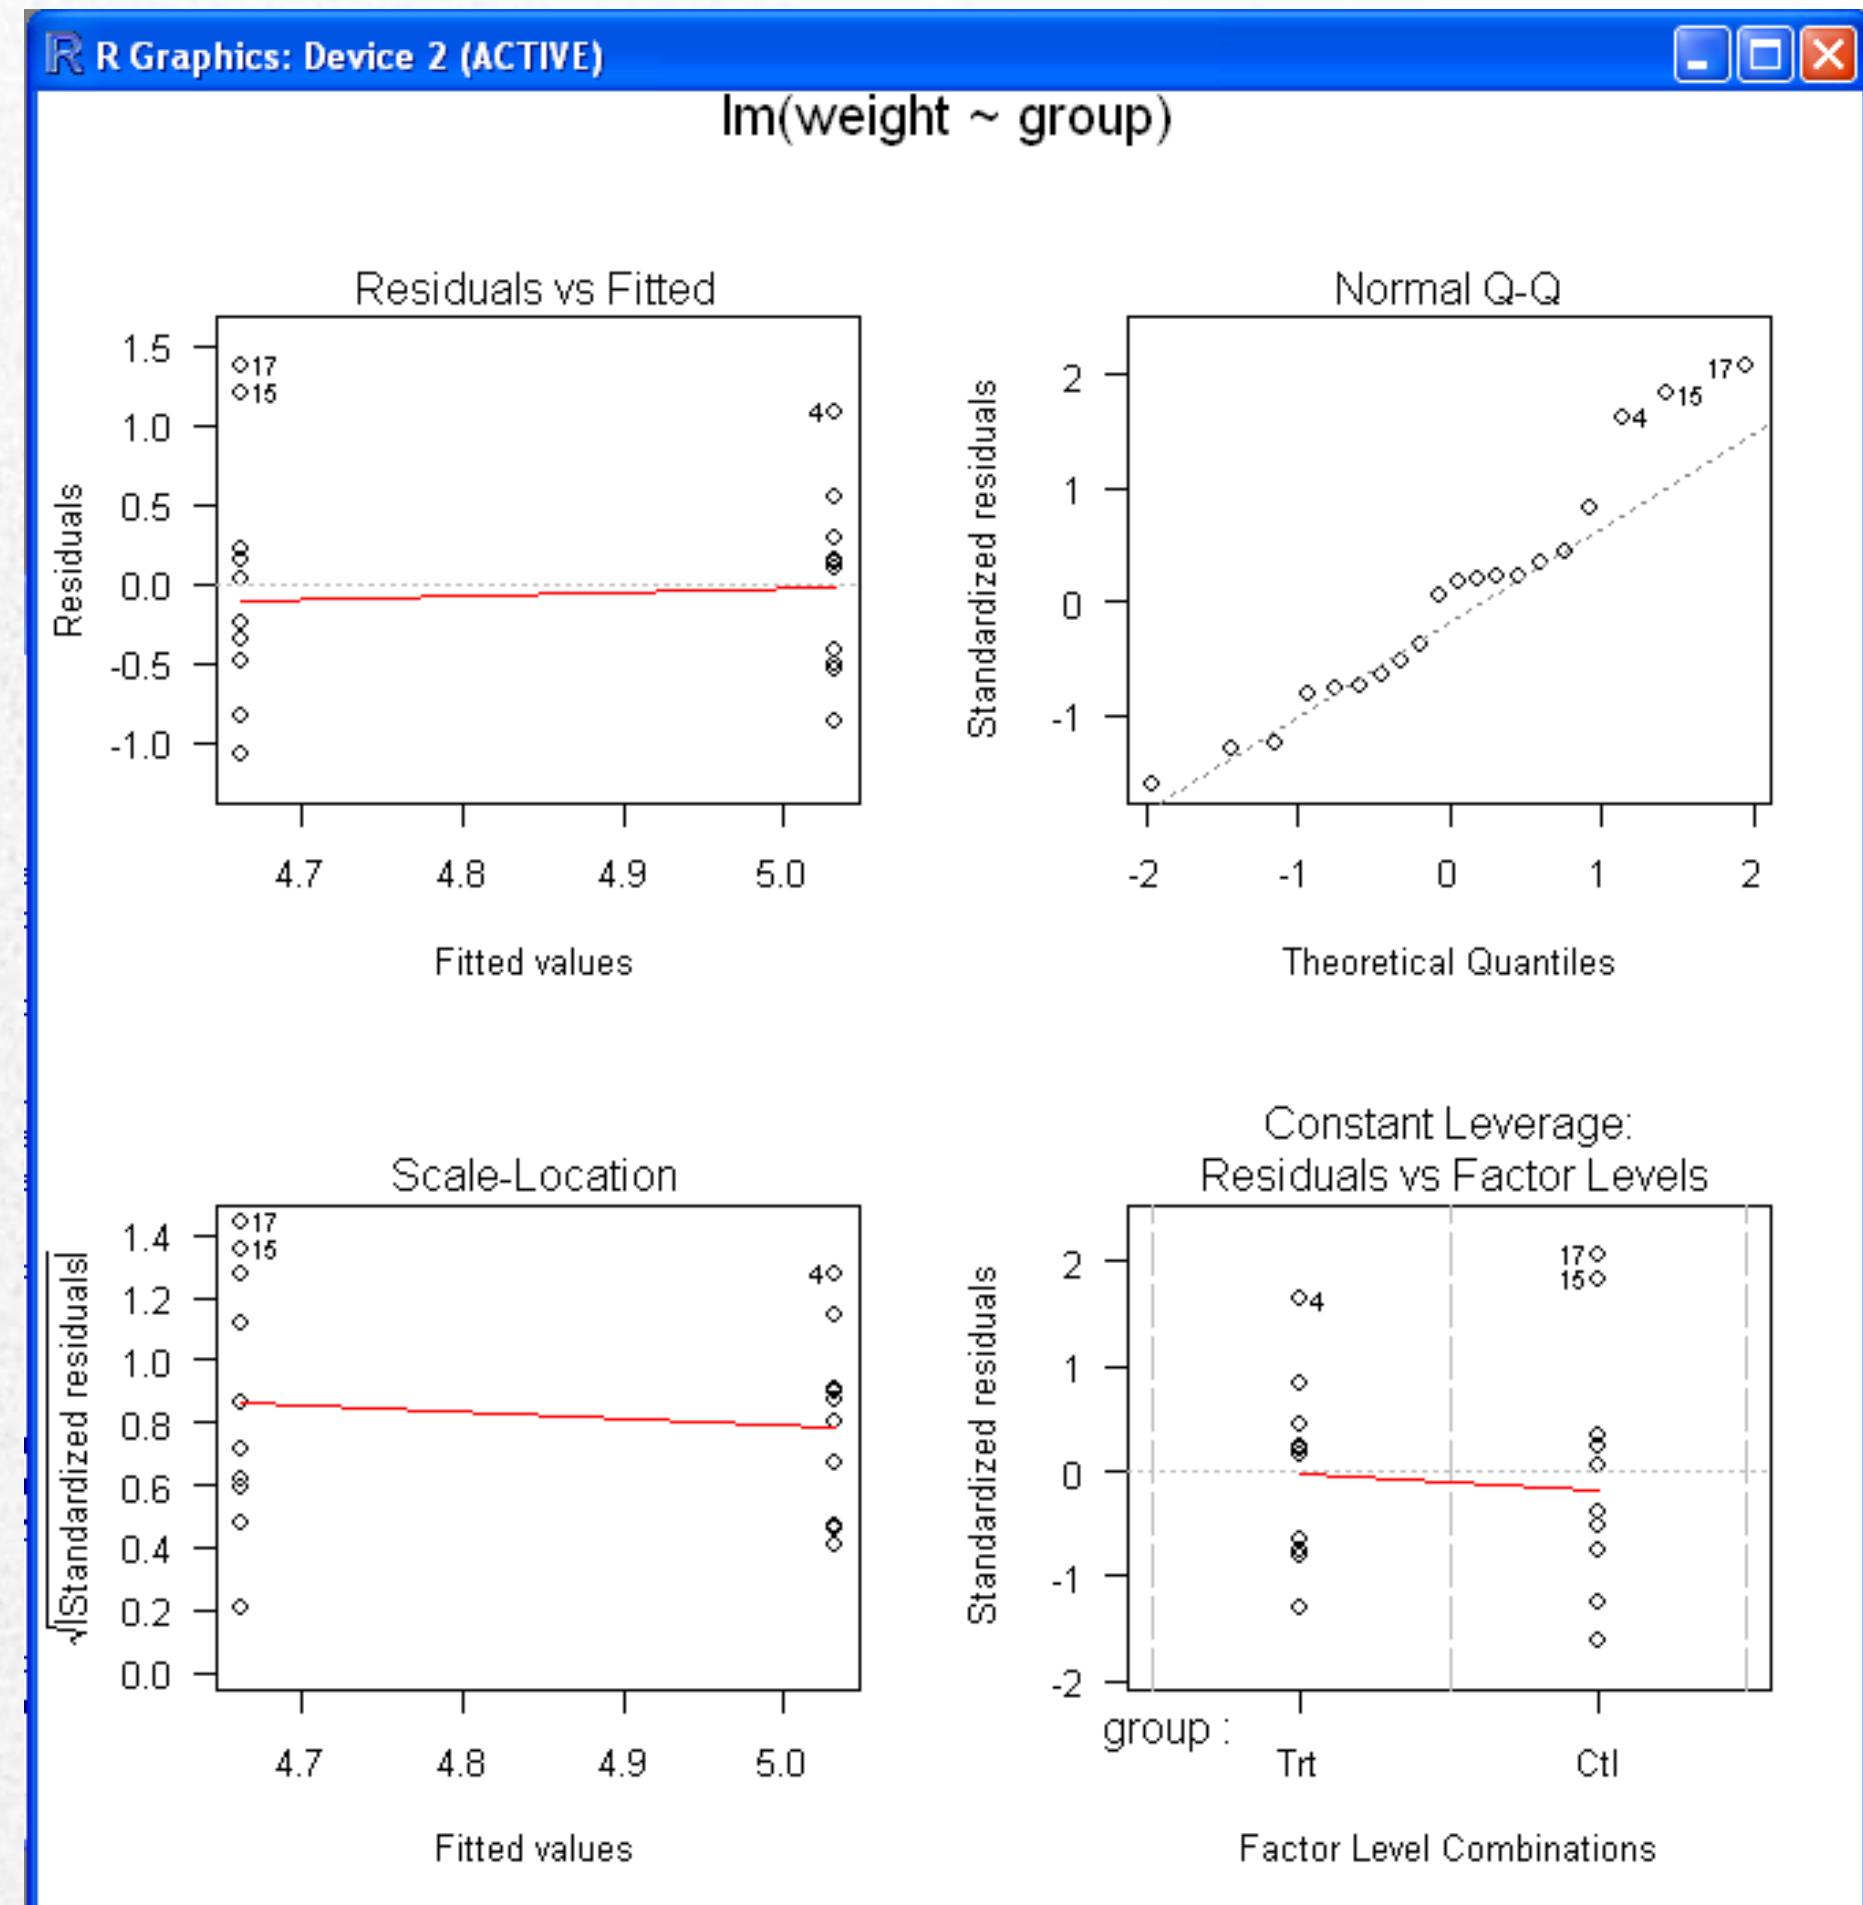 R Graphics: Device 2 (ACTIVE)
lm(weight ~ group)
Residuals vs Fitted
1.5
1.0
0.5
0.0
-0.5
-1.0
Residuals
17
15
4
4.7 4.8 4.9 5.0
Fitted values
Normal Q-Q
2
1
0
-1
Standardized residuals
17
15
4
-2 -1 0 1 2
Theoretical Quantiles
Scale-Location
1.4
1.2
1.0
0.8
0.6
0.4
0.2
0.0
√|Standardized residuals|
17
15
4
4.7 4.8 4.9 5.0
Fitted values
Constant Leverage:
Residuals vs Factor Levels
2
1
0
-1
-2
Standardized residuals
17
15
4
group :
Trt Ctl
Factor Level Combinations